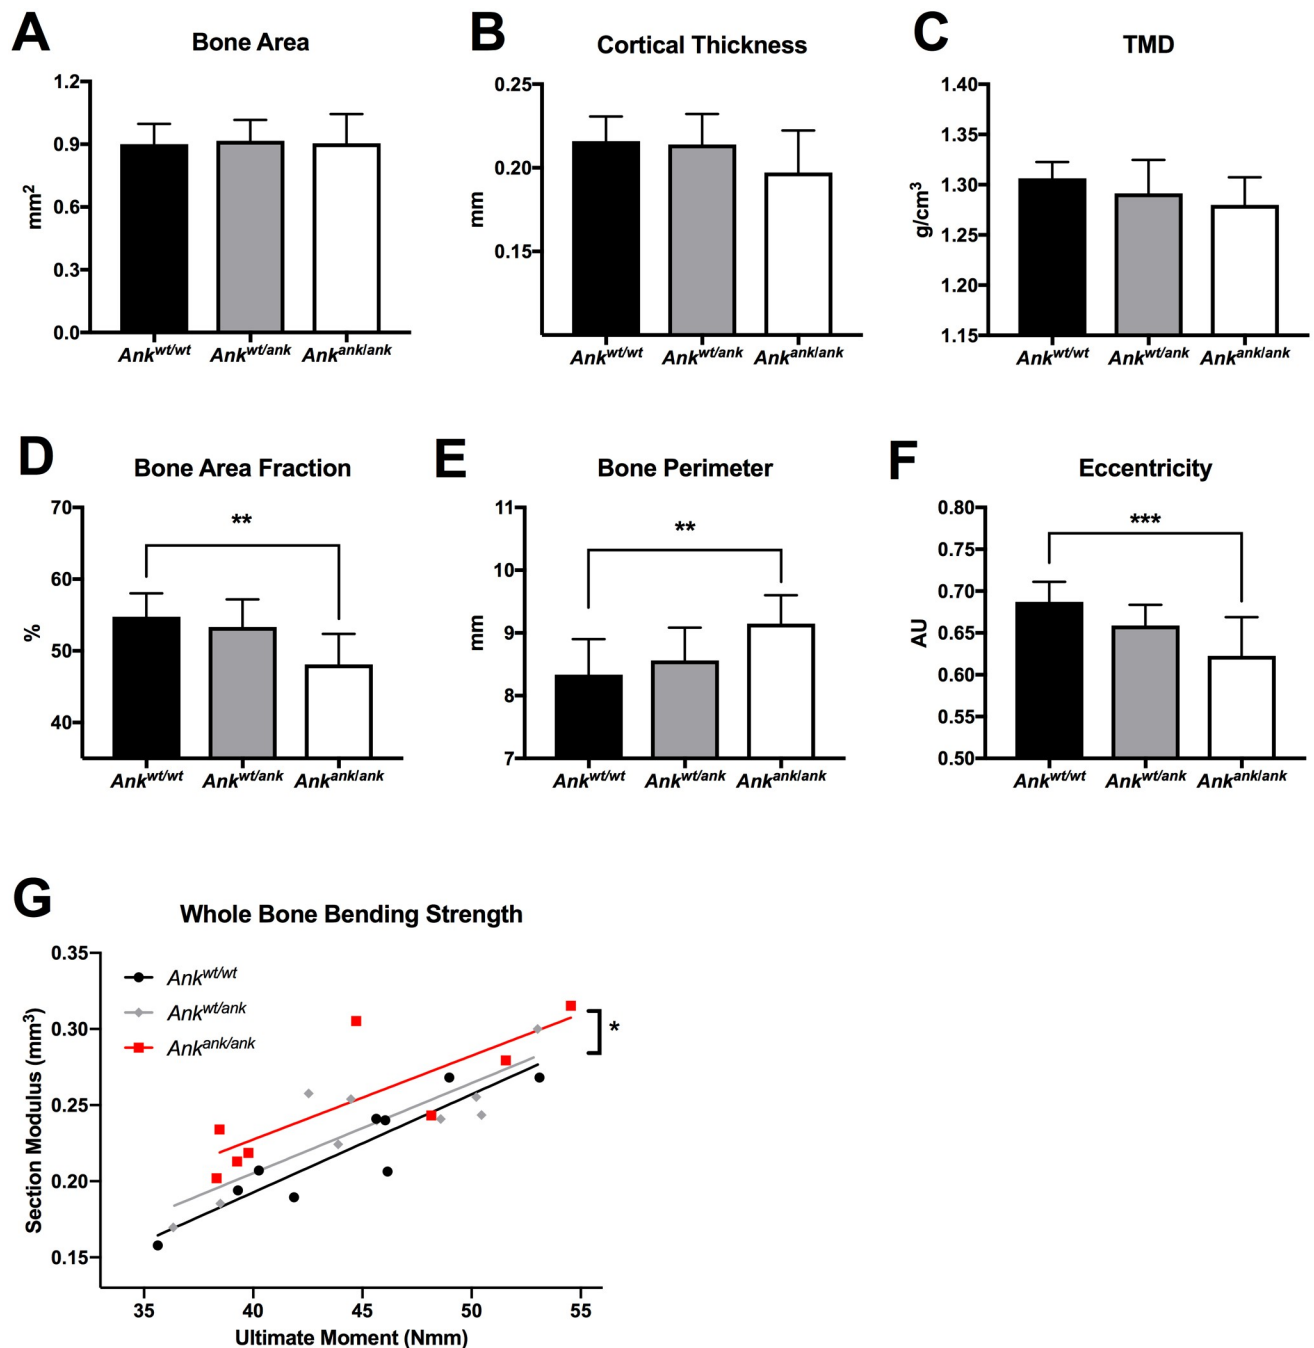 A Bone Area
1.2
0.9
0.6
0.3
0.0
mm²
Ank^wt/wt Ank^wt/ank Ank^ank/ank
B Cortical Thickness
0.25
0.20
0.15
mm
Ank^wt/wt Ank^wt/ank Ank^ank/ank
C TMD
1.40
1.35
1.30
1.25
1.20
1.15
g/cm³
Ank^wt/wt Ank^wt/ank Ank^ank/ank
D Bone Area Fraction
70
60
50
40
%
**
Ank^wt/wt Ank^wt/ank Ank^ank/ank
E Bone Perimeter
11
10
9
8
7
mm
**
Ank^wt/wt Ank^wt/ank Ank^ank/ank
F Eccentricity
0.80
0.75
0.70
0.65
0.60
0.55
0.50
AU
***
Ank^wt/wt Ank^wt/ank Ank^ank/ank
G Whole Bone Bending Strength
0.35
0.30
0.25
0.20
0.15
Section Modulus (mm³)
Ank^wt/wt
Ank^wt/ank
Ank^ank/ank
*
35 40 45 50 55
Ultimate Moment (Nmm)